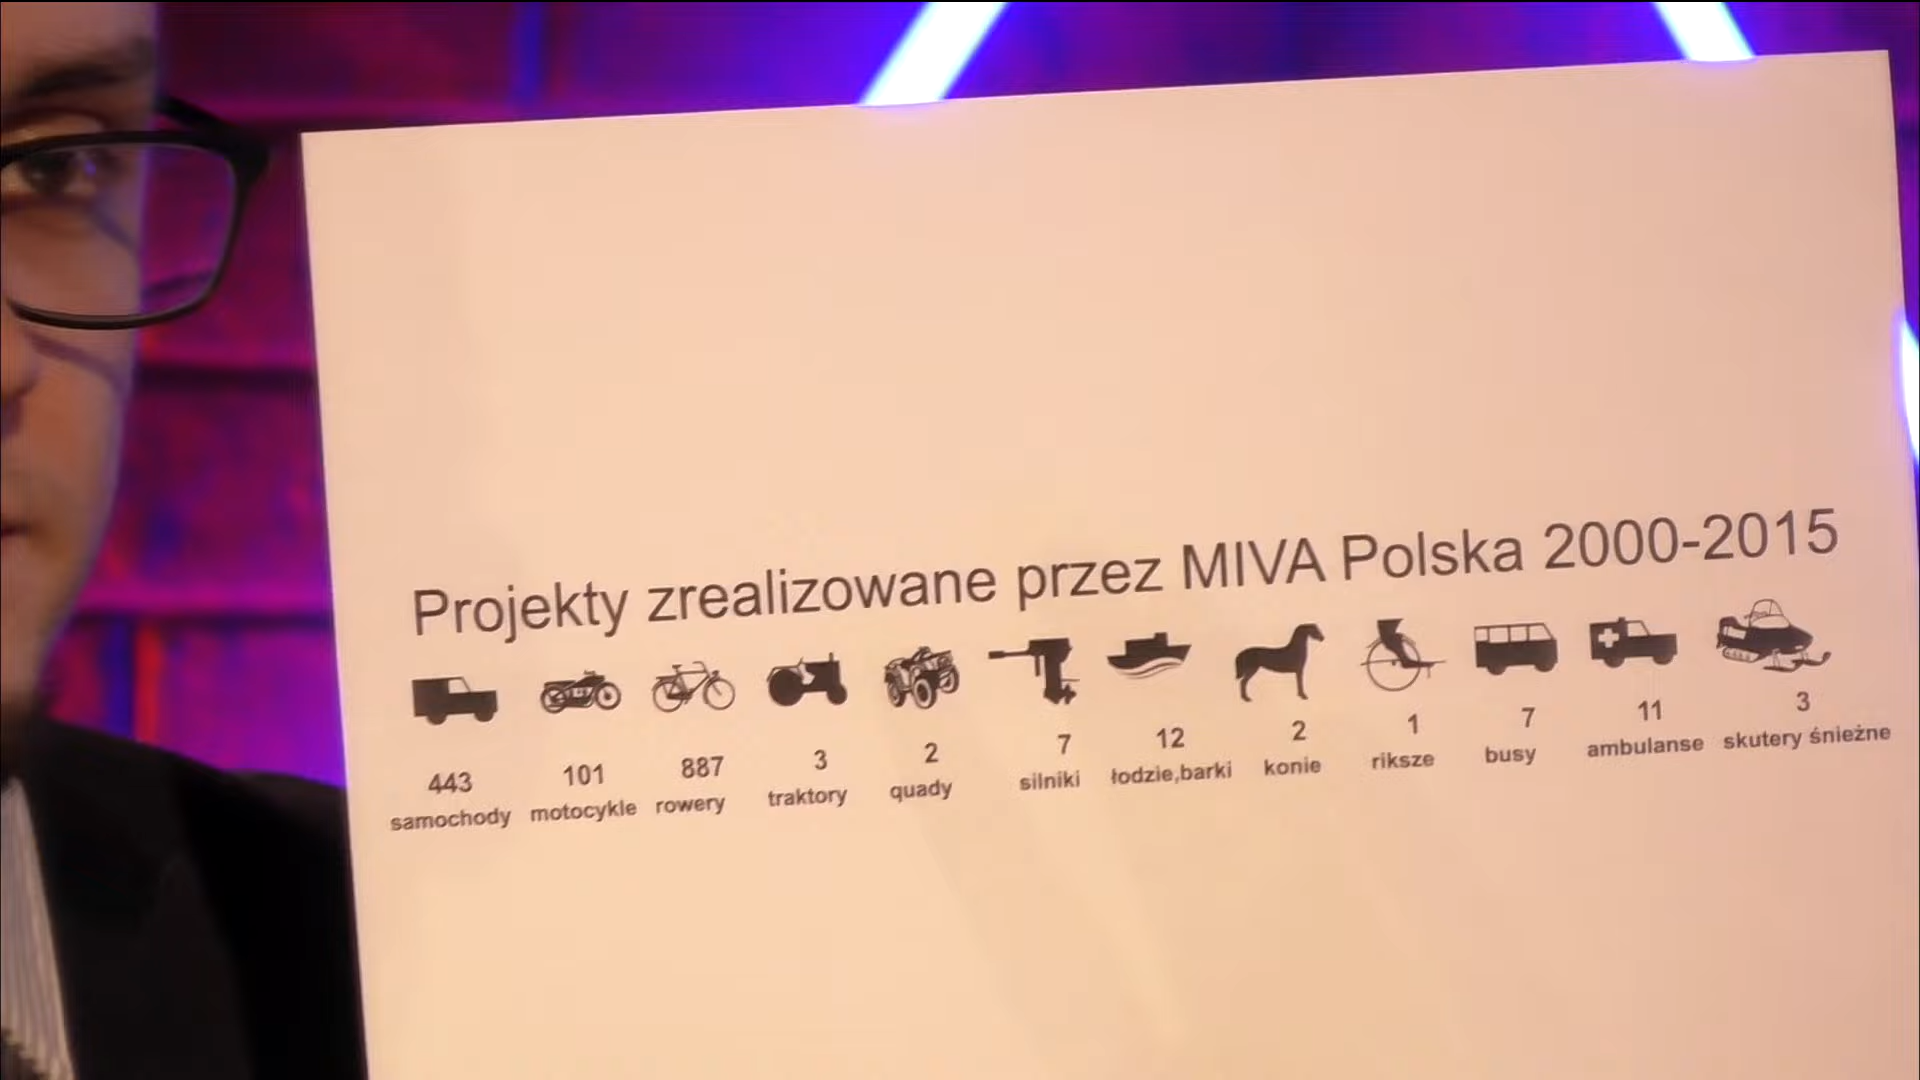 Projekty zrealizowane przez MIVA Polska 2000-2015
443 101 887 3 2 7 12 2 1 7 11 3
samochody motocykle rowery traktory quady silniki łodzie,barki konie riksze busy ambulanse skutery śnieżne